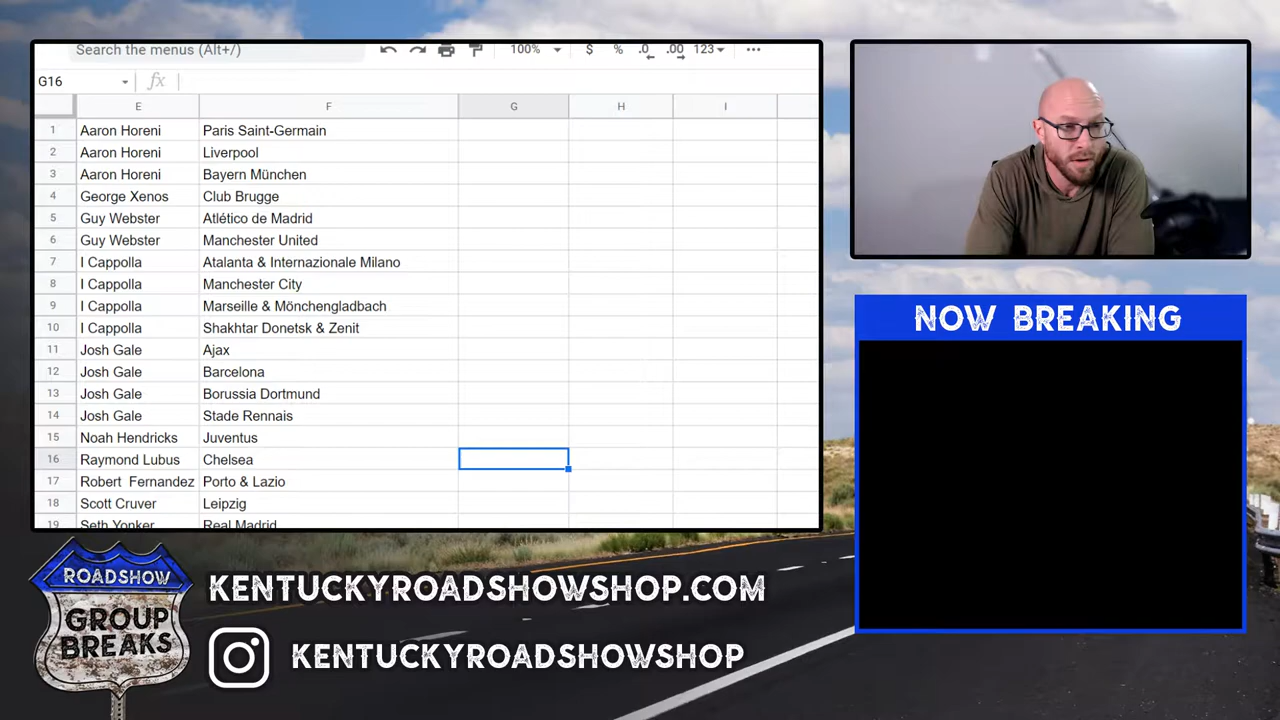 Search the menus (Alt+/)
100%
$ % .0 .00 123
G16
fx
E F G H I
1 Aaron Horeni Paris Saint-Germain
2 Aaron Horeni Liverpool
3 Aaron Horeni Bayern München
4 George Xenos Club Brugge
5 Guy Webster Atlético de Madrid
6 Guy Webster Manchester United
7 I Cappolla Atalanta & Internazionale Milano
8 I Cappolla Manchester City
9 I Cappolla Marseille & Mönchengladbach
10 I Cappolla Shakhtar Donetsk & Zenit
11 Josh Gale Ajax
12 Josh Gale Barcelona
13 Josh Gale Borussia Dortmund
14 Josh Gale Stade Rennais
15 Noah Hendricks Juventus
16 Raymond Lubus Chelsea
17 Robert Fernandez Porto & Lazio
18 Scott Cruver Leipzig
19 Seth Yonker Real Madrid
NOW BREAKING
ROADSHOW
GROUP
BREAKS
KENTUCKYROADSHOWSHOP.COM
KENTUCKYROADSHOWSHOP